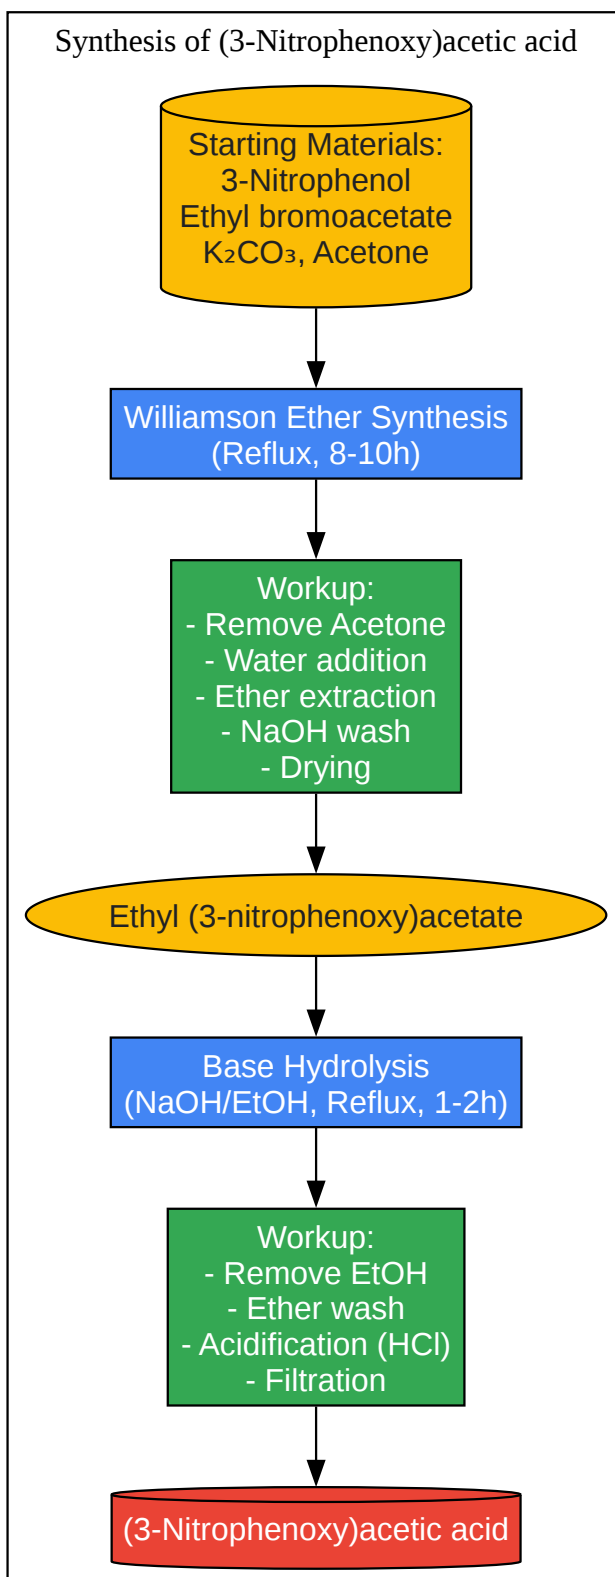 Synthesis of (3-Nitrophenoxy)acetic acid
Starting Materials:
3-Nitrophenol
Ethyl bromoacetate
K₂CO₃, Acetone
Williamson Ether Synthesis
(Reflux, 8-10h)
Workup:
- Remove Acetone
- Water addition
- Ether extraction
- NaOH wash
- Drying
Ethyl (3-nitrophenoxy)acetate
Base Hydrolysis
(NaOH/EtOH, Reflux, 1-2h)
Workup:
- Remove EtOH
- Ether wash
- Acidification (HCl)
- Filtration
(3-Nitrophenoxy)acetic acid